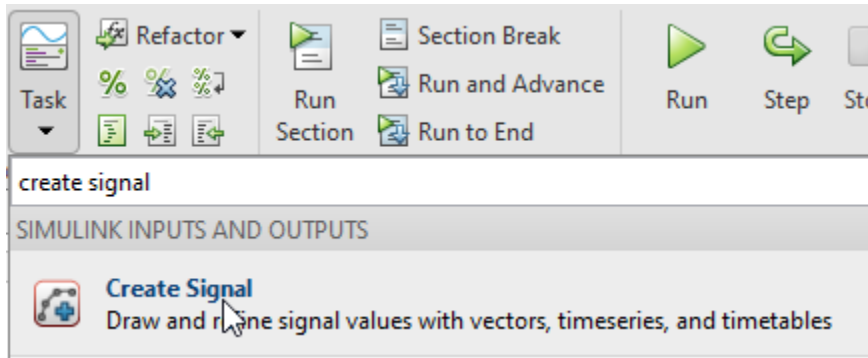 Refactor
Section Break
Run and Advance
Task
Run
Section
Run to End
Run
Step
create signal
SIMULINK INPUTS AND OUTPUTS
Create Signal
Draw and refine signal values with vectors, timeseries, and timetables